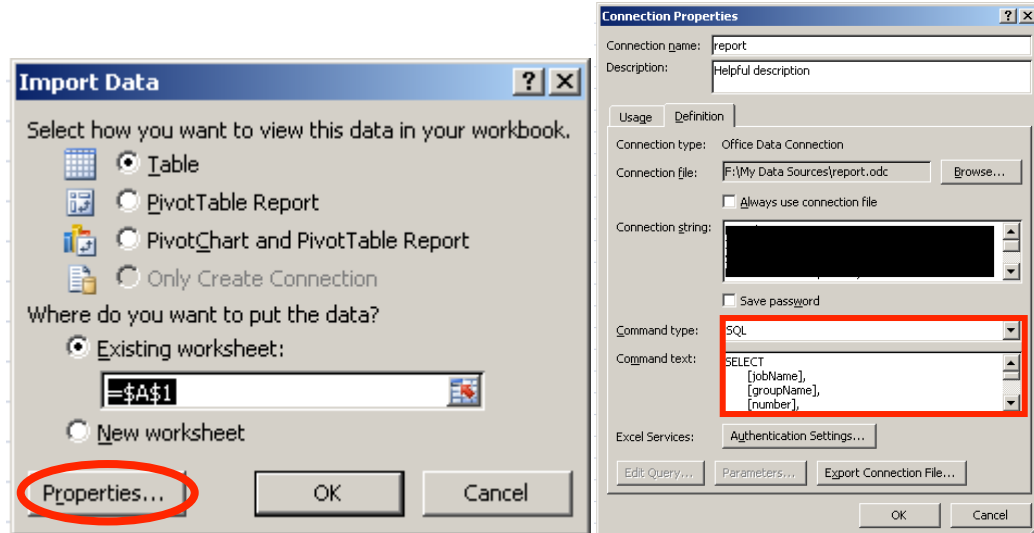 Import Data
Select how you want to view this data in your workbook.
Table
PivotTable Report
PivotChart and PivotTable Report
Only Create Connection
Where do you want to put the data?
Existing worksheet:
=$A$1
New worksheet
Properties...
OK
Cancel
Connection Properties
Connection name:
report
Description:
Helpful description
Usage
Definition
Connection type:
Office Data Connection
Connection file:
F:\My Data Sources\report.odc
Browse...
Always use connection file
Connection string:
Save password
Command type:
SQL
Command text:
SELECT
[jobName],
[groupName],
[number],
Excel Services:
Authentication Settings...
Edit Query...
Parameters...
Export Connection File...
OK
Cancel